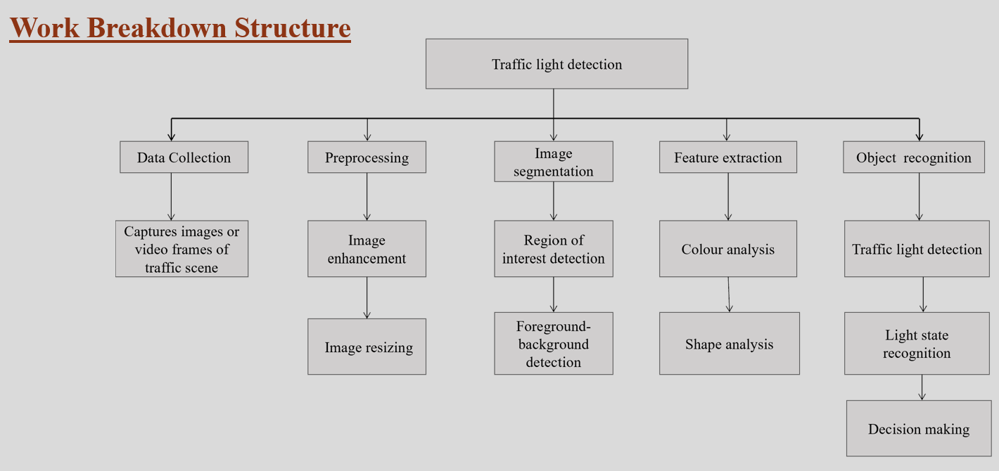 Work Breakdown Structure
Traffic light detection
Data Collection
Preprocessing
Image
segmentation
Feature extraction
Object  recognition
Captures images or
video frames of
traffic scene
Image
enhancement
Region of
interest detection
Colour analysis
Traffic light detection
Image resizing
Foreground-
background
detection
Shape analysis
Light state
recognition
Decision making